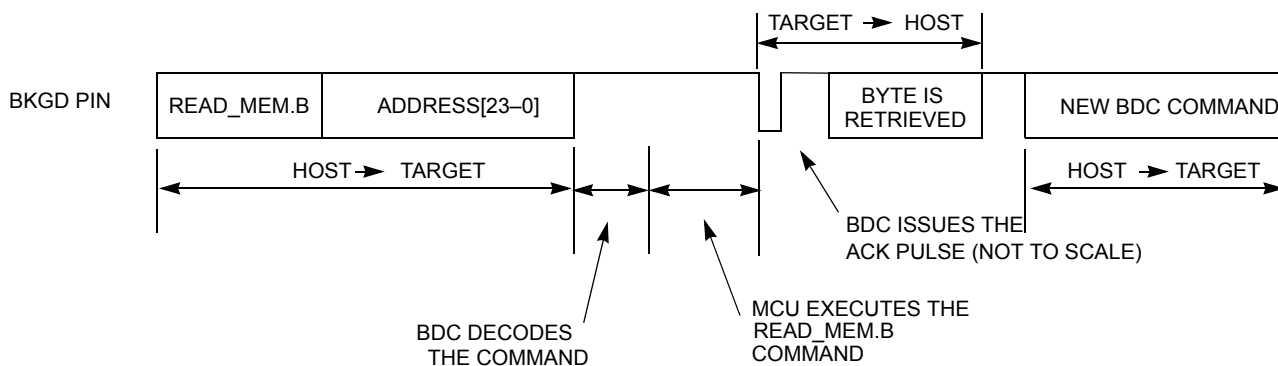 TARGET → HOST
BKGD PIN
READ_MEM.B
ADDRESS[23–0]
BYTE IS
RETRIEVED
NEW BDC COMMAND
HOST → TARGET
HOST → TARGET
BDC ISSUES THE
ACK PULSE (NOT TO SCALE)
BDC DECODES
THE COMMAND
MCU EXECUTES THE
READ_MEM.B
COMMAND